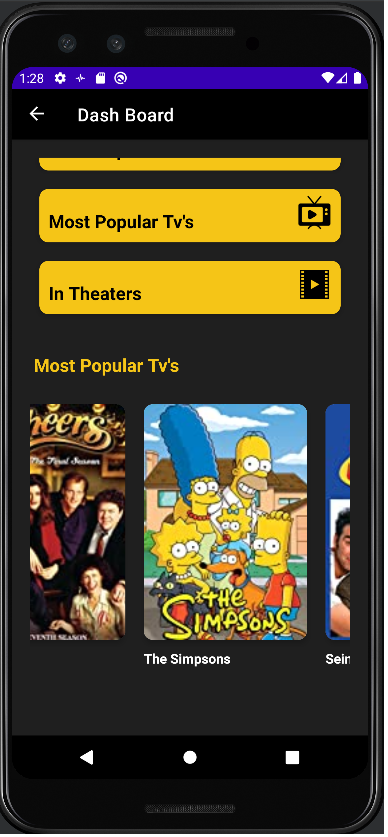 1:28
Dash Board
Most Popular Tv's
In Theaters
Most Popular Tv's
heers
The Final Season
VENTH SEASON
THE
SIMPSONS
The Simpsons
Sein